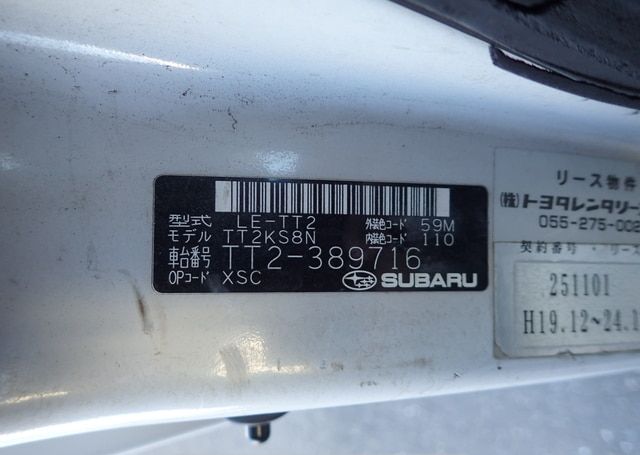 型式 LE-TT2 外装色コード 59M
モデル TT2KS8N 内装色コード 110
車台番号 TT2-389716
OPコード XSC SUBARU
リース物件
(株)トヨタレンタリー
055-275-002
契約番号・リース
251101
H19.12~24.1